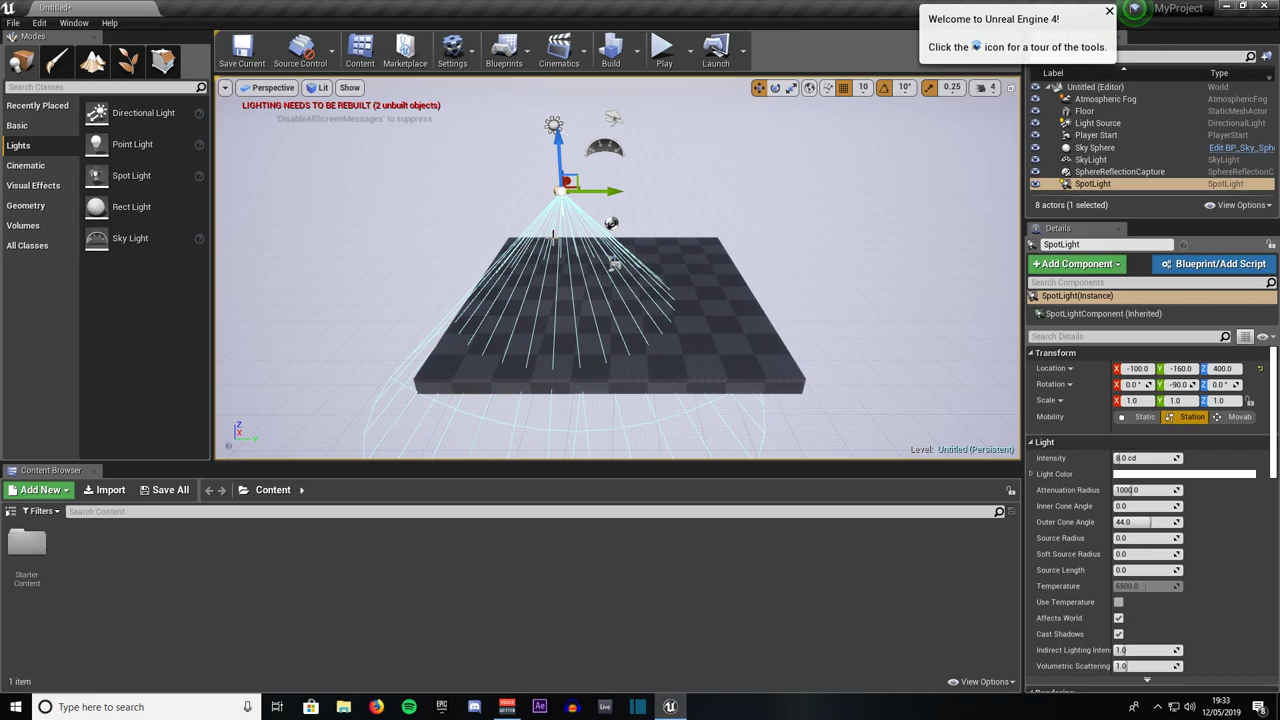 Untitled*
MyProject
File Edit Window Help
Welcome to Unreal Engine 4!
Click the icon for a tour of the tools.
Modes
Search Classes
Recently Placed
Basic
Lights
Cinematic
Visual Effects
Geometry
Volumes
All Classes
Directional Light
Point Light
Spot Light
Rect Light
Sky Light
Save Current Source Control Content Marketplace Settings Blueprints Cinematics Build Play Launch
Perspective Lit Show
10 10° 0.25 4
LIGHTING NEEDS TO BE REBUILT (2 unbuilt objects)
'DisableAllScreenMessages' to suppress
Z
X
Y
Level: Untitled (Persistent)
Label Type
Untitled (Editor) World
Atmospheric Fog AtmosphericFog
Floor StaticMeshActor
Light Source DirectionalLight
Player Start PlayerStart
Sky Sphere Edit BP_Sky_Sph
SkyLight SkyLight
SphereReflectionCapture SphereReflectionC
SpotLight SpotLight
8 actors (1 selected) View Options
Details
SpotLight
+Add Component Blueprint/Add Script
Search Components
SpotLight(Instance)
SpotLightComponent (Inherited)
Search Details
Transform
Location X -100.0 Y -160.0 Z 400.0
Rotation X 0.0 ° Y -90.0 Z 0.0 °
Scale X 1.0 Y 1.0 Z 1.0
Mobility Static Station Movab
Light
Intensity 8.0 cd
Light Color
Attenuation Radius 1000.0
Inner Cone Angle 0.0
Outer Cone Angle 44.0
Source Radius 0.0
Soft Source Radius 0.0
Source Length 0.0
Temperature 6500.0
Use Temperature
Affects World
Cast Shadows
Indirect Lighting Inten 1.0
Volumetric Scattering 1.0
Content Browser
Add New Import Save All Content
Filters Search Content
Starter
Content
1 item View Options
Type here to search
19:33
12/05/2019